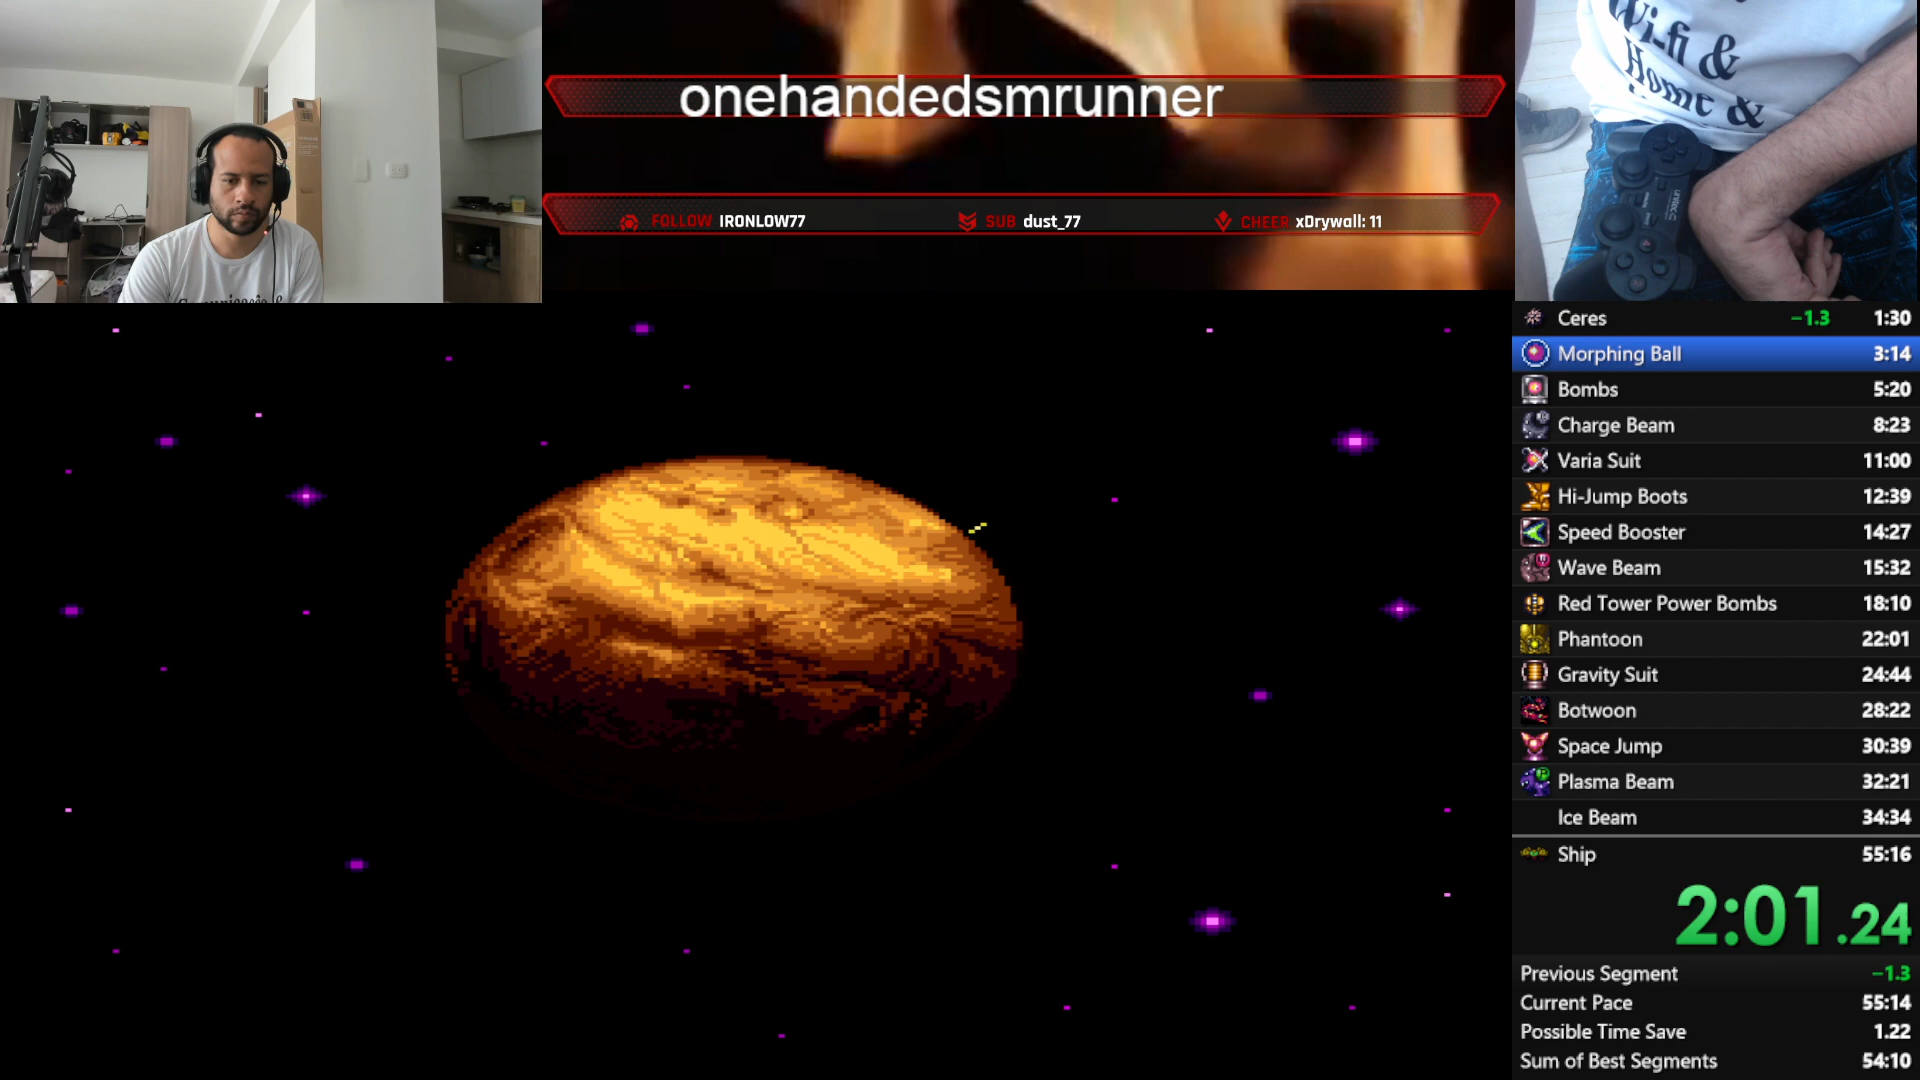 onehandedsmrunner
FOLLOW IRONLOW77
SUB dust_77
CHEER xDrywall: 11
Wi-fi &
Home &
Ceres −1.3 1:30
Morphing Ball 3:14
Bombs 5:20
Charge Beam 8:23
Varia Suit 11:00
Hi-Jump Boots 12:39
Speed Booster 14:27
Wave Beam 15:32
Red Tower Power Bombs 18:10
Phantoon 22:01
Gravity Suit 24:44
Botwoon 28:22
Space Jump 30:39
Plasma Beam 32:21
Ice Beam 34:34
Ship 55:16
2:01.24
Previous Segment −1.3
Current Pace 55:14
Possible Time Save 1.22
Sum of Best Segments 54:10